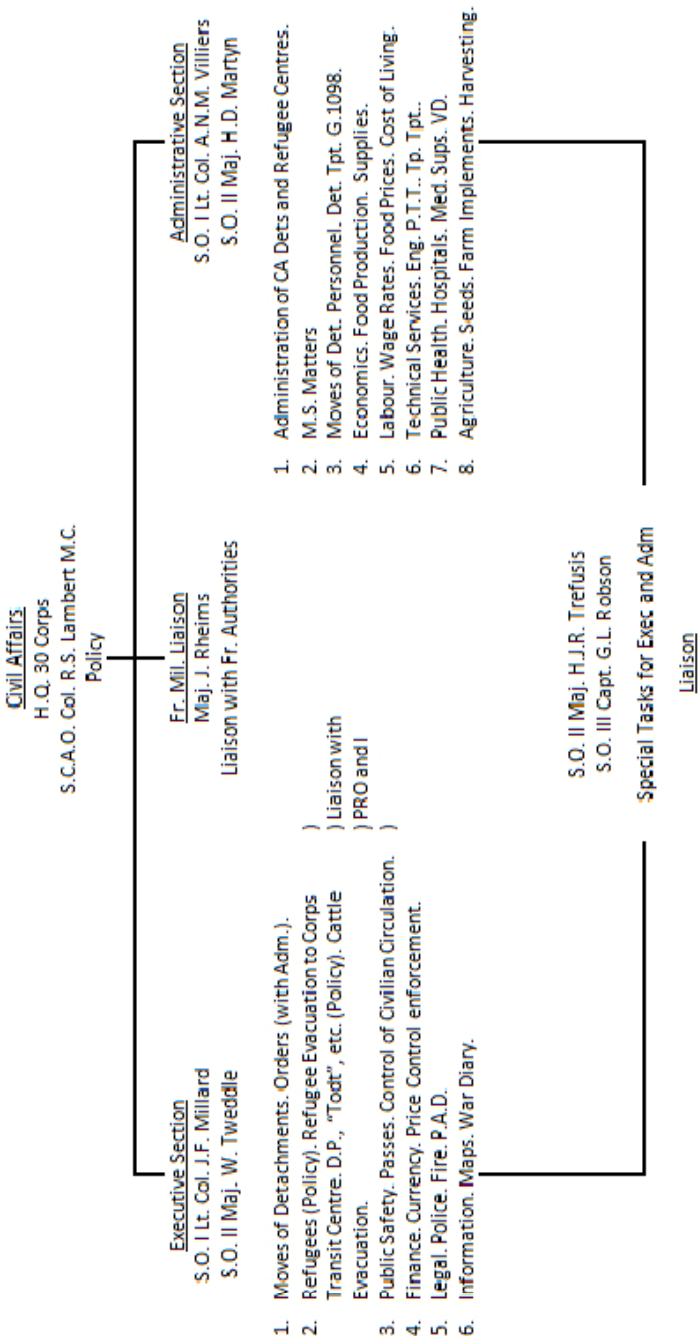 Civil Affairs
H.Q. 30 Corps
S.C.A.O. Col. R.S. Lambert M.C.
Policy
Executive Section
S.O. I Lt. Col. J.F. Millard
S.O. II Maj. W. Tweddle
1. Moves of Detachments. Orders (with Adm.).
2. Refugees (Policy). Refugee Evacuation to Corps )
Transit Centre. D.P., "Todt", etc. (Policy). Cattle ) Liaison with
Evacuation. ) PRO and I
3. Public Safety. Passes. Control of Civilian Circulation. )
4. Finance. Currency. Price Control enforcement.
5. Legal. Police. Fire. P.A.D.
6. Information. Maps. War Diary.
Fr. Mil. Liaison
Maj. J. Rheims
Liaison with Fr. Authorities
Administrative Section
S.O. I Lt. Col. A.N.M. Villiers
S.O. II Maj. H.D. Martyn
1. Administration of CA Dets and Refugee Centres.
2. M.S. Matters
3. Moves of Det. Personnel. Det. Tpt. G.1098.
4. Economics. Food Production. Supplies.
5. Labour. Wage Rates. Food Prices. Cost of Living.
6. Technical Services. Eng. P.T.T.. Tp. Tpt..
7. Public Health. Hospitals. Med. Sups. VD.
8. Agriculture. Seeds. Farm Implements. Harvesting.
S.O. II Maj. H.J.R. Trefusis
S.O. III Capt. G.L. Robson
Special Tasks for Exec and Adm
Liaison